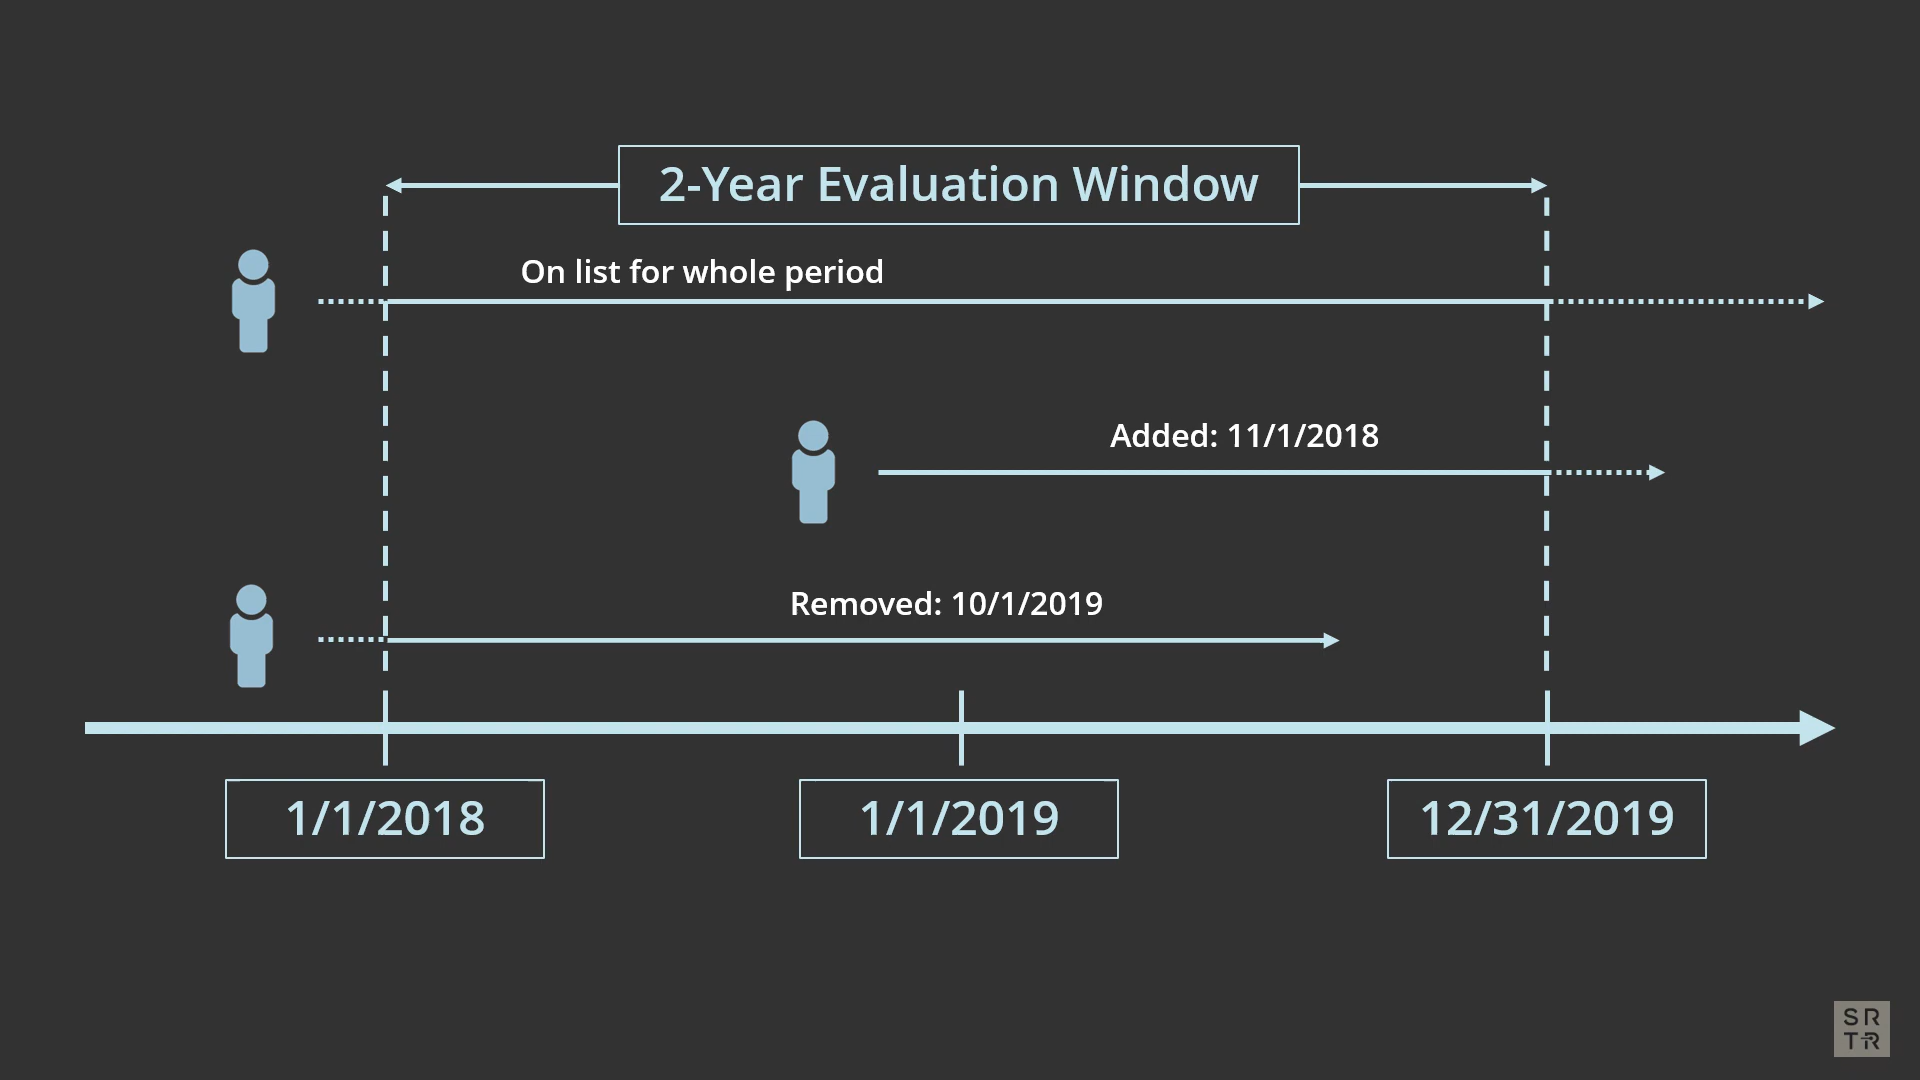 2-Year Evaluation Window
On list for whole period
Added: 11/1/2018
Removed: 10/1/2019
1/1/2018
1/1/2019
12/31/2019
SR
TR